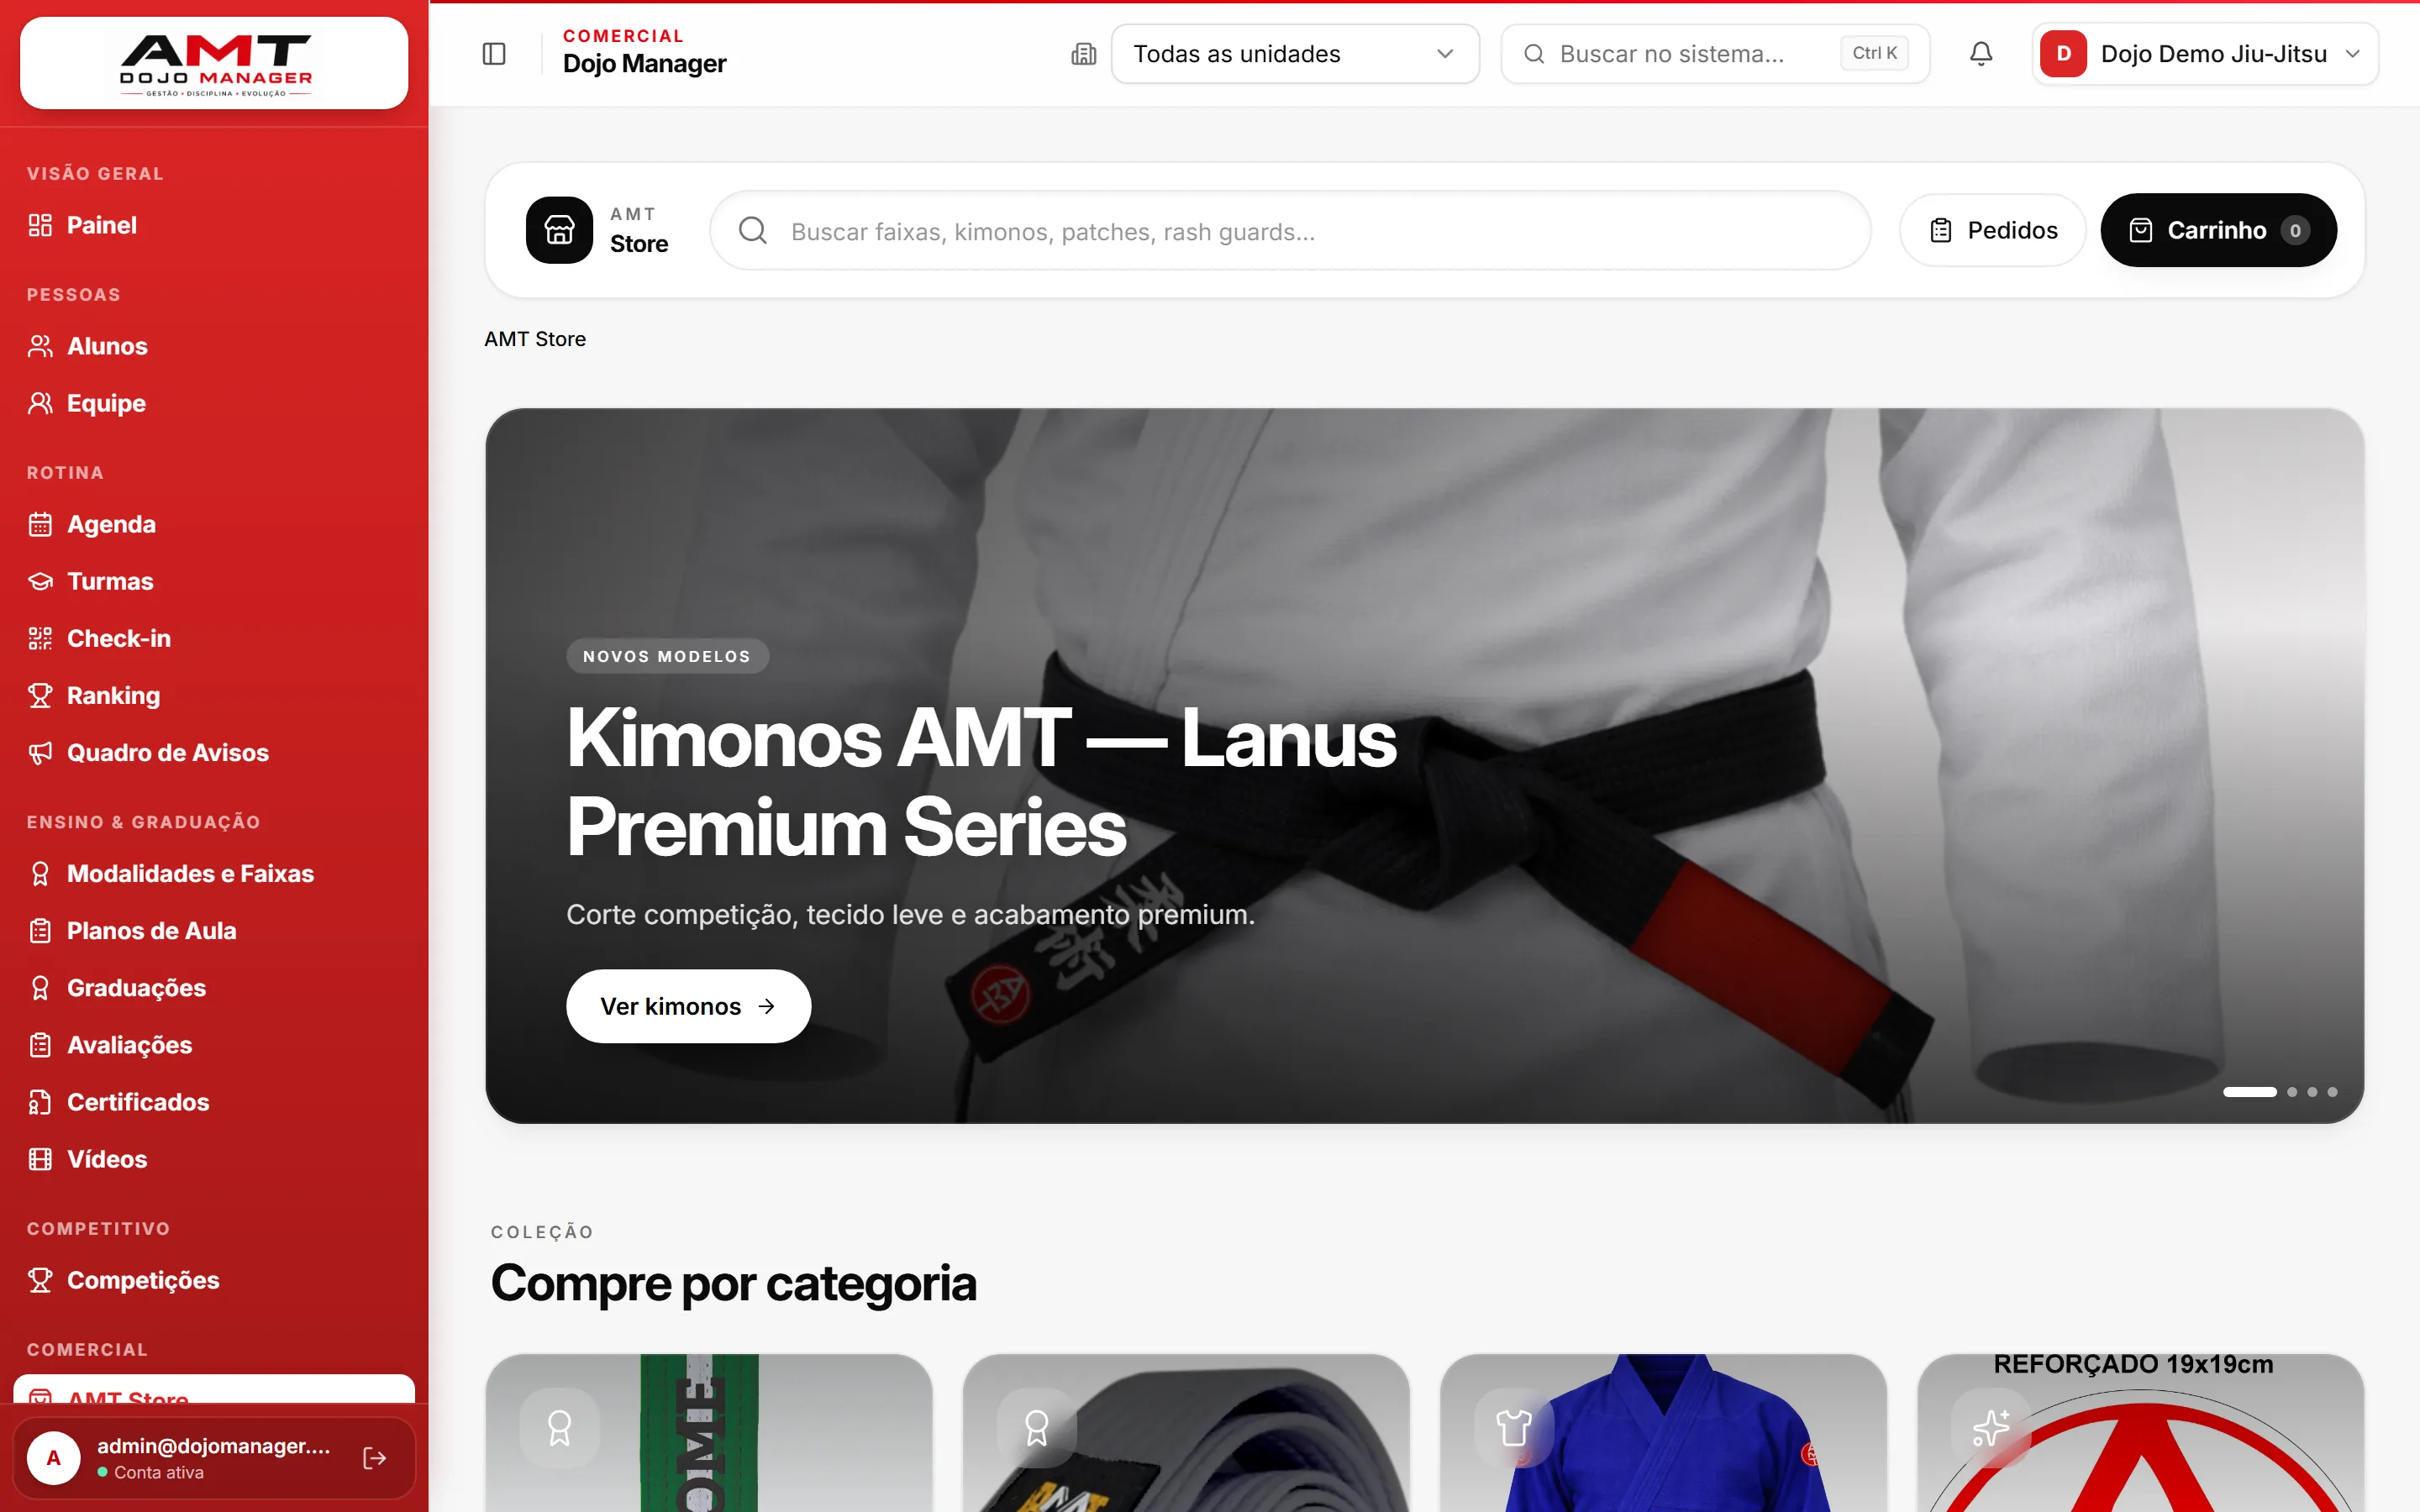 AMT
DOJO MANAGER
GESTÃO • DISCIPLINA • EVOLUÇÃO
VISÃO GERAL
Painel
PESSOAS
Alunos
Equipe
ROTINA
Agenda
Turmas
Check-in
Ranking
Quadro de Avisos
ENSINO & GRADUAÇÃO
Modalidades e Faixas
Planos de Aula
Graduações
Avaliações
Certificados
Vídeos
COMPETITIVO
Competições
COMERCIAL
AMT Store
A
admin@dojomanager....
Conta ativa
COMERCIAL
Dojo Manager
Todas as unidades
Buscar no sistema...
Ctrl K
D
Dojo Demo Jiu-Jitsu
AMT
Store
Buscar faixas, kimonos, patches, rash guards...
Pedidos
Carrinho 0
AMT Store
NOVOS MODELOS
Kimonos AMT — Lanus
Premium Series
Corte competição, tecido leve e acabamento premium.
柔術
Ver kimonos
COLEÇÃO
Compre por categoria
OME
REFORÇADO 19x19cm